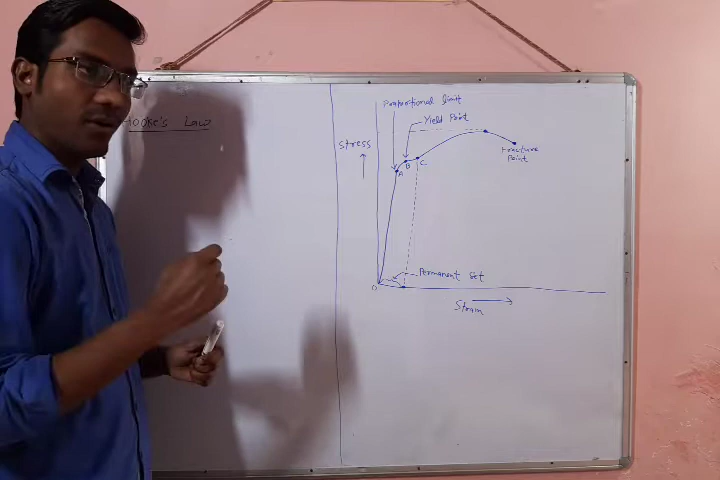 Hooke's Law
Proportional limit
Yield Point
Stress
A
B
C
Fracture
Point
Permanent Set
O
Strain